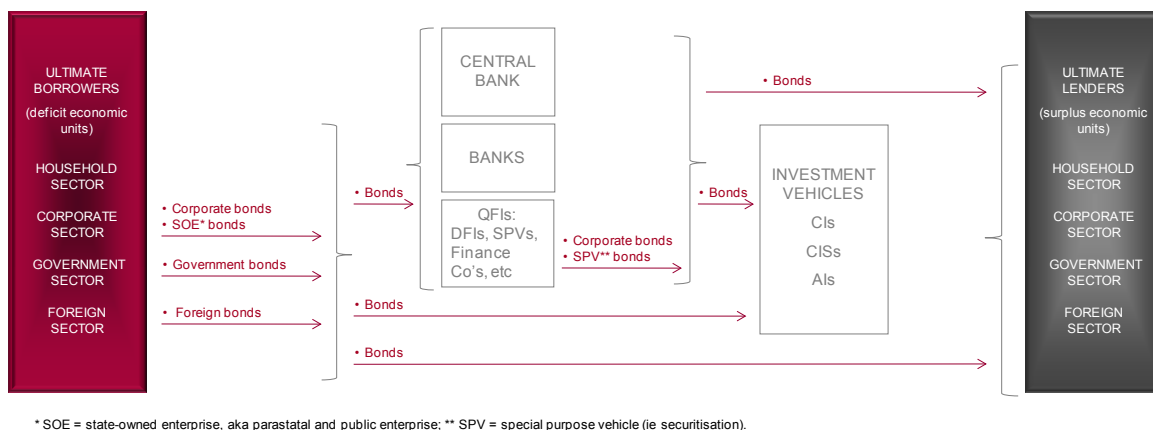 ULTIMATE
BORROWERS
(deficit economic
units)
HOUSEHOLD
SECTOR
CORPORATE
SECTOR
GOVERNMENT
SECTOR
FOREIGN
SECTOR
• Corporate bonds
• SOE* bonds
• Government bonds
• Foreign bonds
• Bonds
• Bonds
• Bonds
CENTRAL
BANK
BANKS
QFIs:
DFIs, SPVs,
Finance
Co's, etc
• Corporate bonds
• SPV** bonds
• Bonds
• Bonds
INVESTMENT
VEHICLES
CIs
CISs
AIs
ULTIMATE
LENDERS
(surplus economic
units)
HOUSEHOLD
SECTOR
CORPORATE
SECTOR
GOVERNMENT
SECTOR
FOREIGN
SECTOR
* SOE = state-owned enterprise, aka parastatal and public enterprise; ** SPV = special purpose vehicle (ie securitisation).